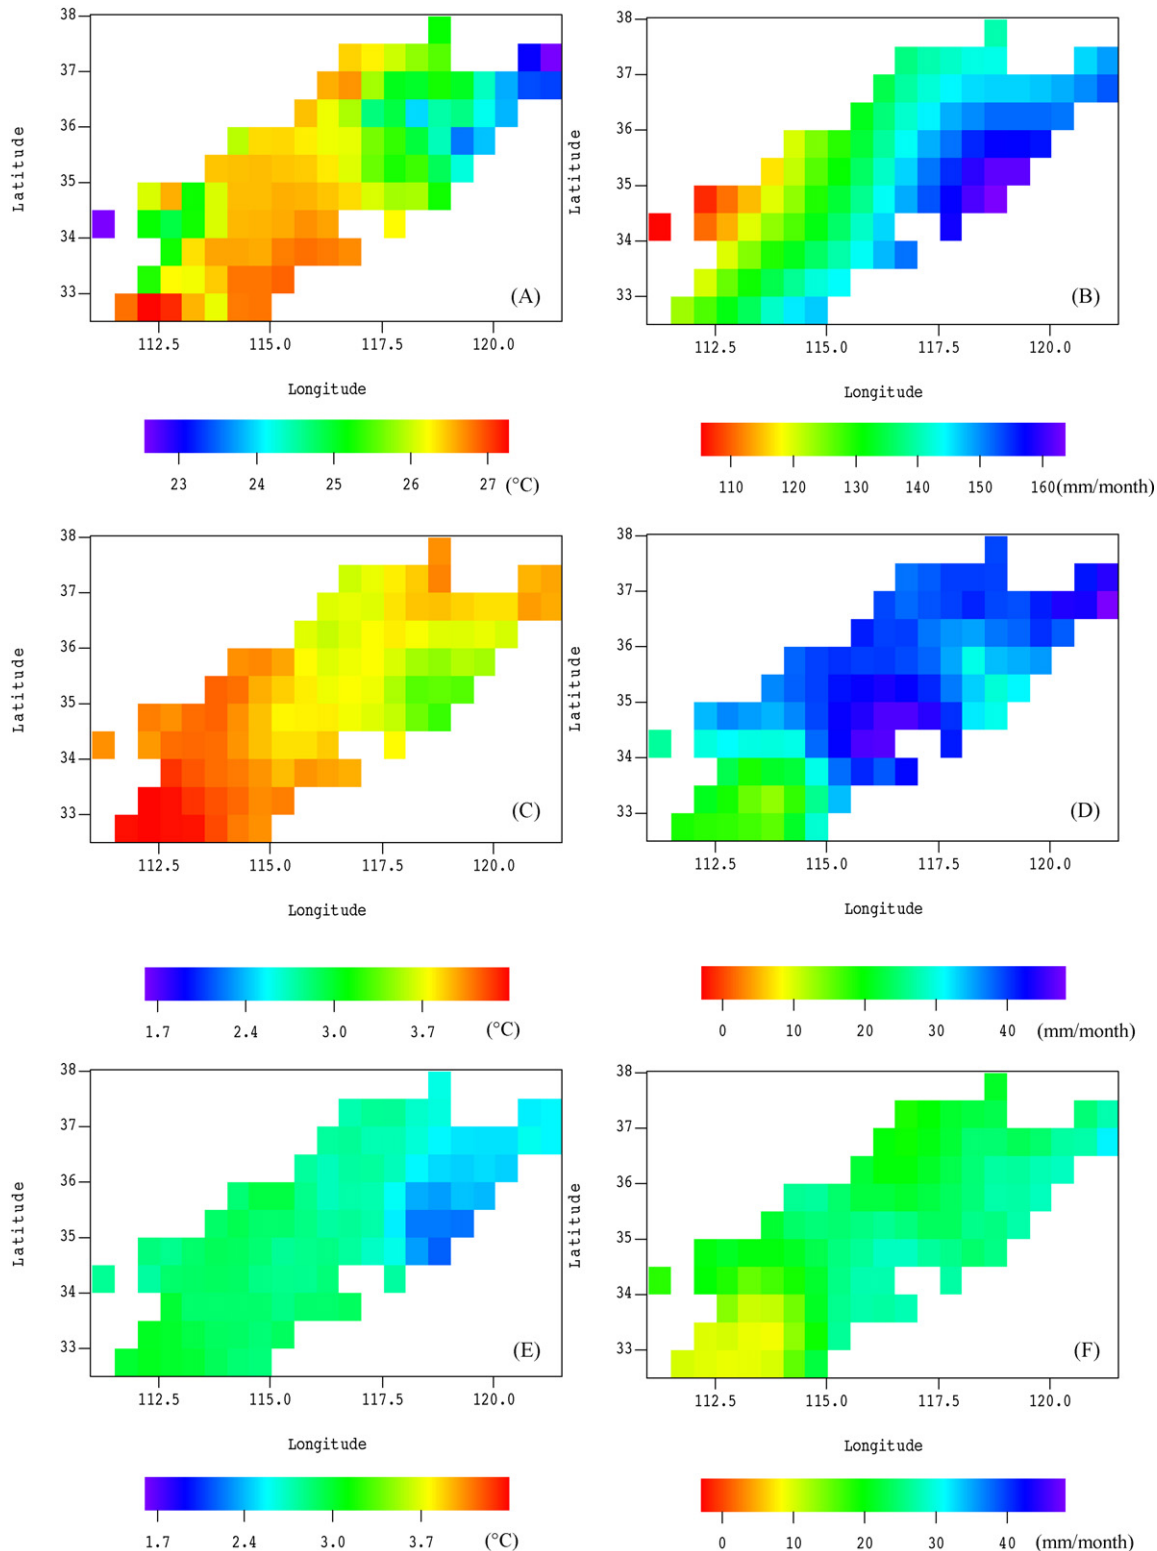 38
37
36
35
34
33
Latitude
(A)
112.5 115.0 117.5 120.0
Longitude
23 24 25 26 27 (°C)
38
37
36
35
34
33
Latitude
(B)
112.5 115.0 117.5 120.0
Longitude
110 120 130 140 150 160(mm/month)
38
37
36
35
34
33
Latitude
(C)
112.5 115.0 117.5 120.0
Longitude
1.7 2.4 3.0 3.7 (°C)
38
37
36
35
34
33
Latitude
(D)
112.5 115.0 117.5 120.0
Longitude
0 10 20 30 40 (mm/month)
38
37
36
35
34
33
Latitude
(E)
112.5 115.0 117.5 120.0
Longitude
1.7 2.4 3.0 3.7 (°C)
38
37
36
35
34
33
Latitude
(F)
112.5 115.0 117.5 120.0
Longitude
0 10 20 30 40 (mm/month)